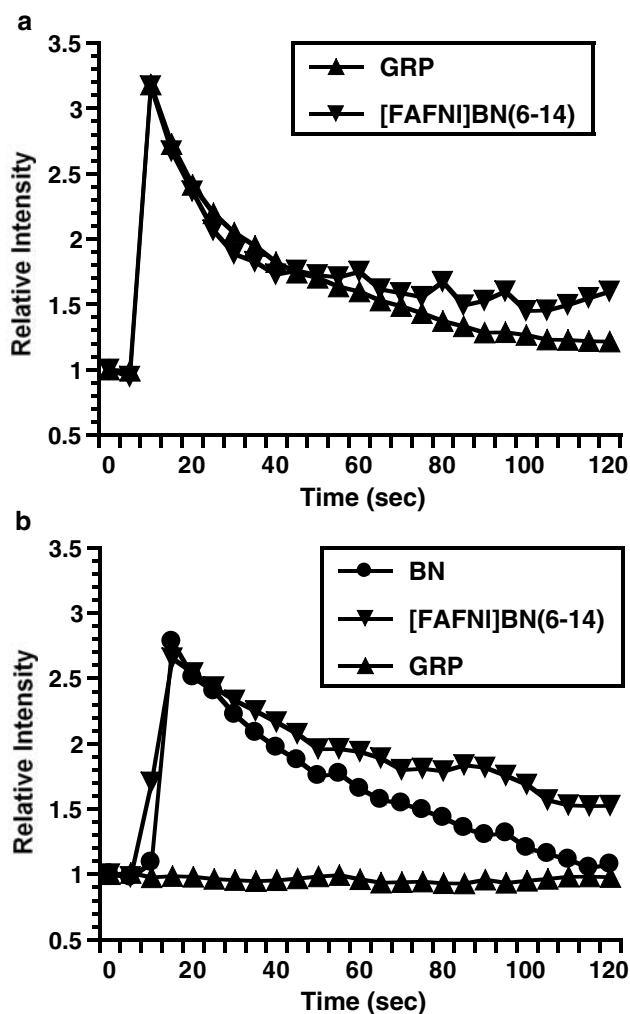 a
3.5
GRP
[FAFNI]BN(6-14)
3
2.5
2
1.5
1
0.5
Relative Intensity
0 20 40 60 80 100 120
Time (sec)
b
3.5
BN
[FAFNI]BN(6-14)
GRP
3
2.5
2
1.5
1
0.5
Relative Intensity
0 20 40 60 80 100 120
Time (sec)